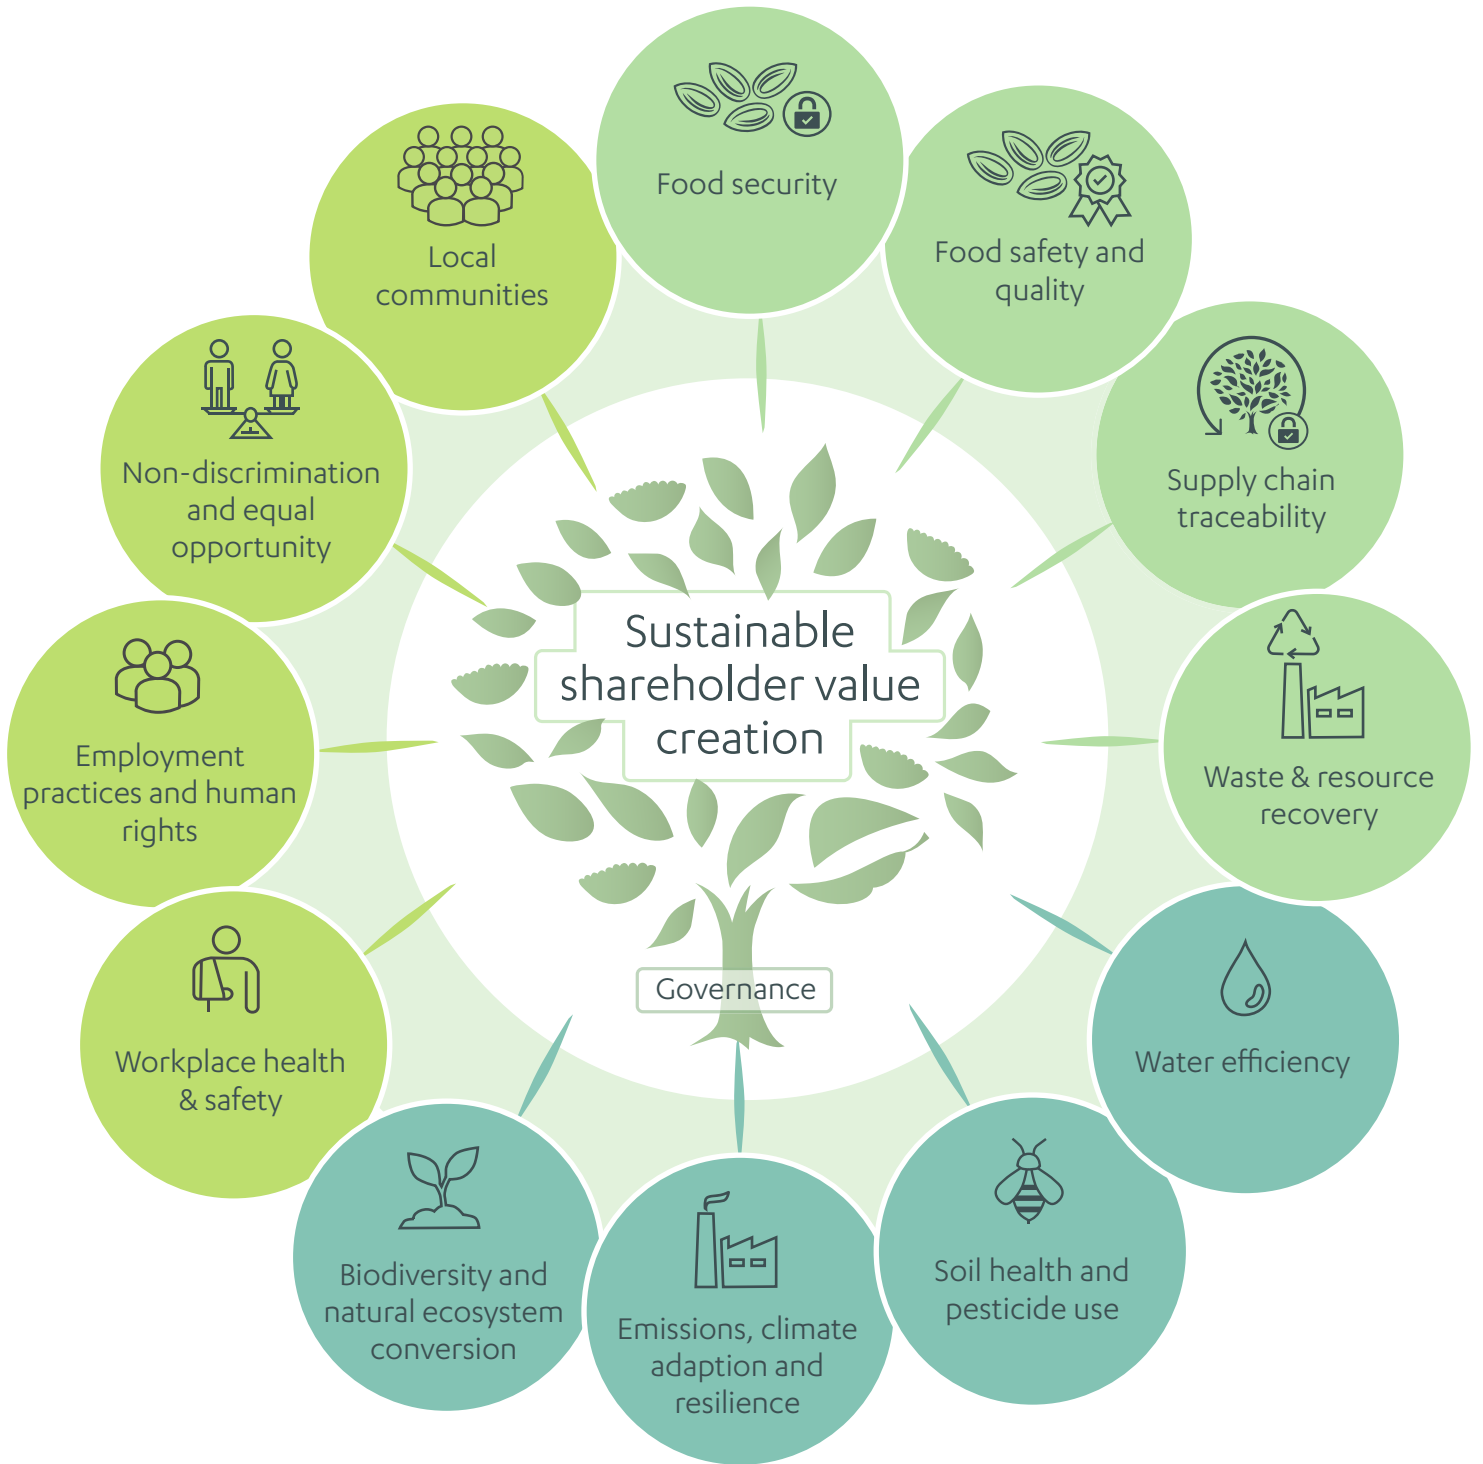 Food security
Food safety and
quality
Supply chain
traceability
Waste & resource
recovery
Water efficiency
Soil health and
pesticide use
Emissions, climate
adaption and
resilience
Biodiversity and
natural ecosystem
conversion
Workplace health
& safety
Employment
practices and human
rights
Non-discrimination
and equal
opportunity
Local
communities
Sustainable
shareholder value
creation
Governance